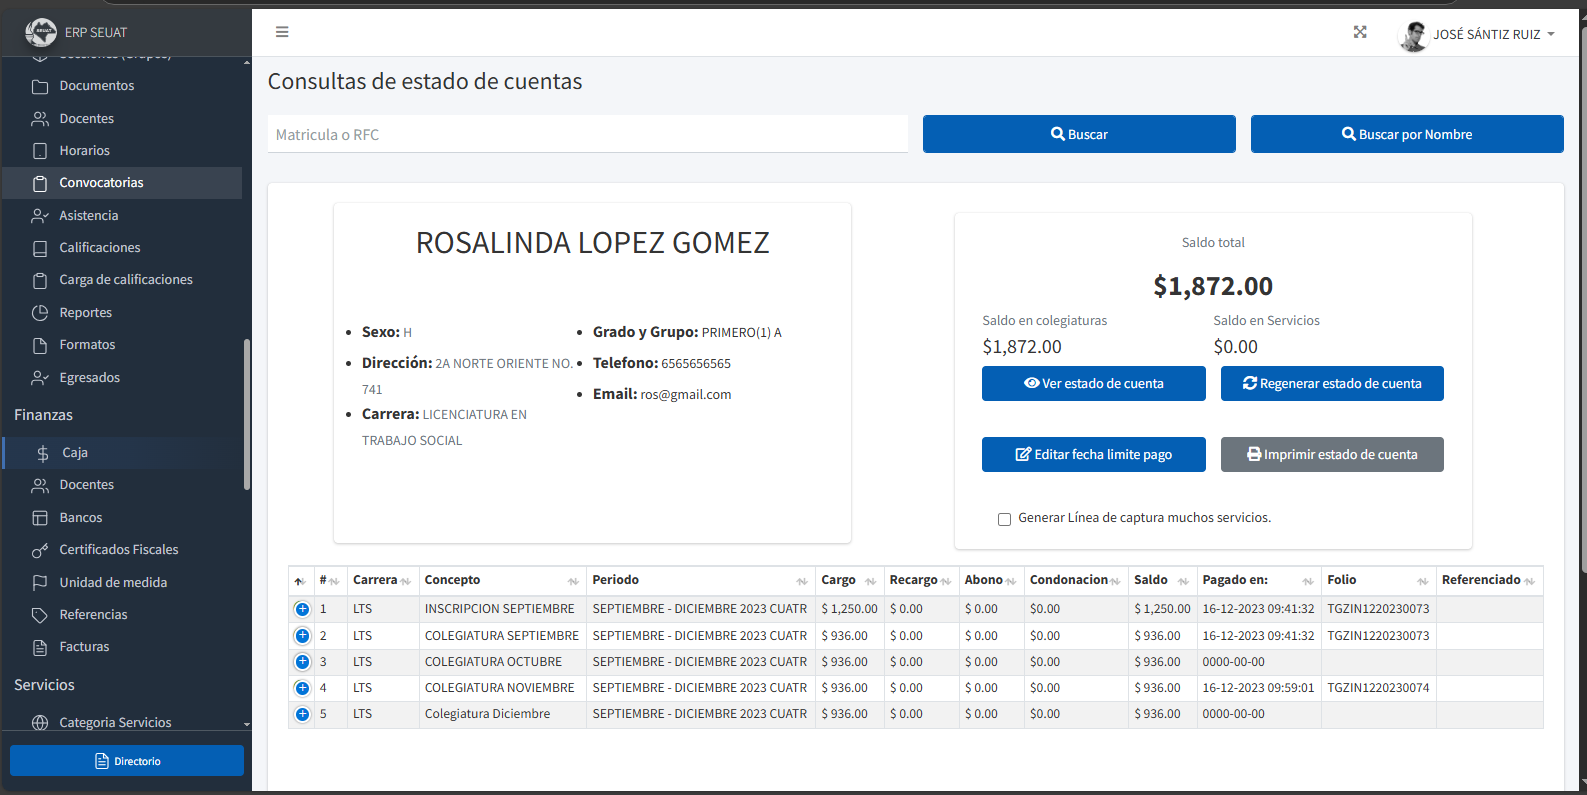 SEUAT
ERP SEUAT
JOSÉ SÁNTIZ RUIZ
Secciones (Grupos)
Documentos
Docentes
Horarios
Convocatorias
Asistencia
Calificaciones
Carga de calificaciones
Reportes
Formatos
Egresados
Finanzas
Caja
Docentes
Bancos
Certificados Fiscales
Unidad de medida
Referencias
Facturas
Servicios
Categoria Servicios
Directorio
Consultas de estado de cuentas
Matricula o RFC
Buscar
Buscar por Nombre
ROSALINDA LOPEZ GOMEZ
Sexo: H
Dirección: 2A NORTE ORIENTE NO.
741
Carrera: LICENCIATURA EN
TRABAJO SOCIAL
Grado y Grupo: PRIMERO(1) A
Telefono: 6565656565
Email: ros@gmail.com
Saldo total
$1,872.00
Saldo en colegiaturas
$1,872.00
Saldo en Servicios
$0.00
Ver estado de cuenta
Regenerar estado de cuenta
Editar fecha limite pago
Imprimir estado de cuenta
Generar Línea de captura muchos servicios.
# Carrera Concepto Periodo Cargo Recargo Abono Condonacion Saldo Pagado en: Folio Referenciado
1 LTS INSCRIPCION SEPTIEMBRE SEPTIEMBRE - DICIEMBRE 2023 CUATR $ 1,250.00 $ 0.00 $ 0.00 $0.00 $ 1,250.00 16-12-2023 09:41:32 TGZIN1220230073
2 LTS COLEGIATURA SEPTIEMBRE SEPTIEMBRE - DICIEMBRE 2023 CUATR $ 936.00 $ 0.00 $ 0.00 $0.00 $ 936.00 16-12-2023 09:41:32 TGZIN1220230073
3 LTS COLEGIATURA OCTUBRE SEPTIEMBRE - DICIEMBRE 2023 CUATR $ 936.00 $ 0.00 $ 0.00 $0.00 $ 936.00 0000-00-00
4 LTS COLEGIATURA NOVIEMBRE SEPTIEMBRE - DICIEMBRE 2023 CUATR $ 936.00 $ 0.00 $ 0.00 $0.00 $ 936.00 16-12-2023 09:59:01 TGZIN1220230074
5 LTS Colegiatura Diciembre SEPTIEMBRE - DICIEMBRE 2023 CUATR $ 936.00 $ 0.00 $ 0.00 $0.00 $ 936.00 0000-00-00